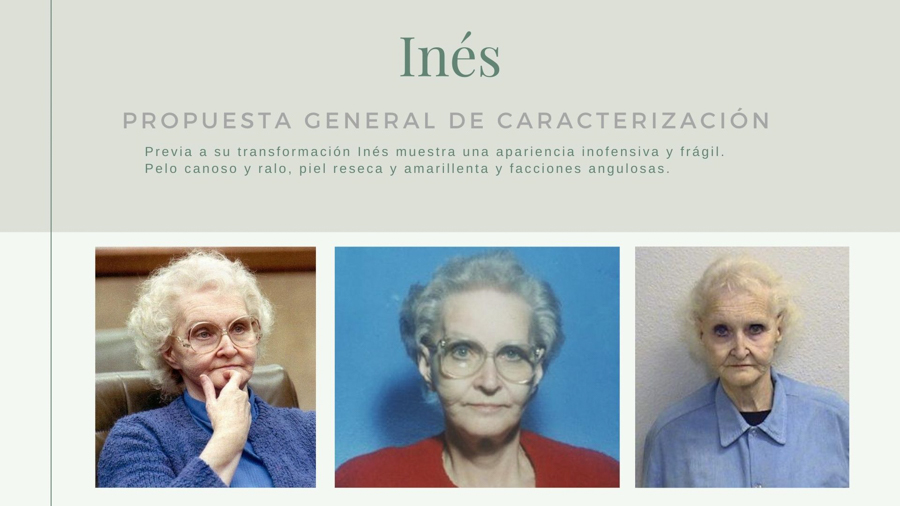 Inés
PROPUESTA GENERAL DE CARACTERIZACIÓN
Previa a su transformación Inés muestra una apariencia inofensiva y frágil.
Pelo canoso y ralo, piel reseca y amarillenta y facciones angulosas.